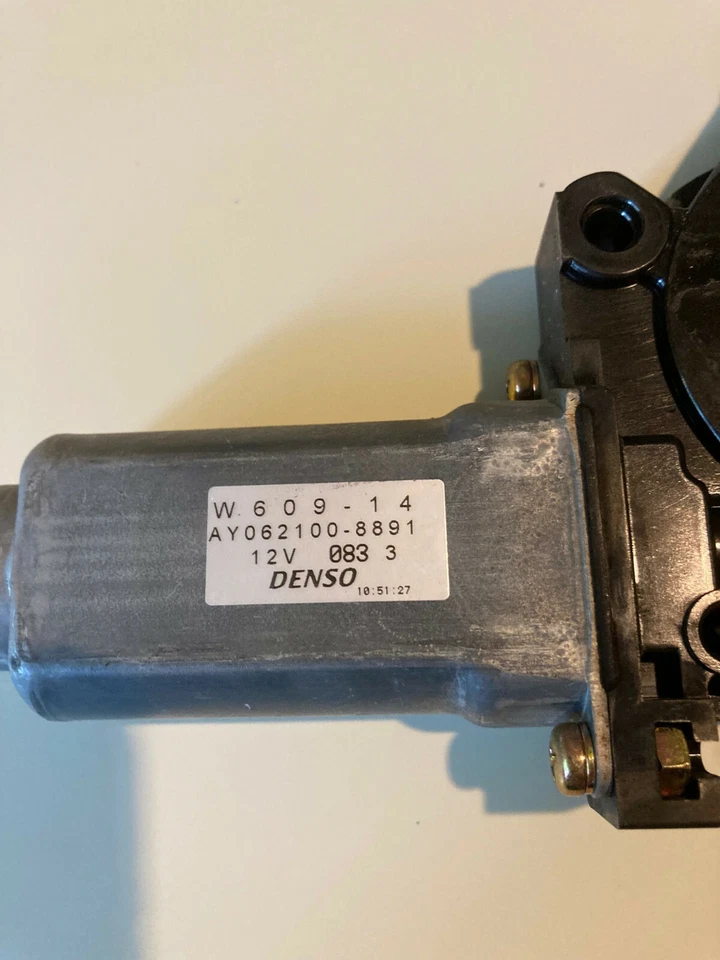 W. 609-14
AY062100-8891
12V 083 3
DENSO
10:51:27